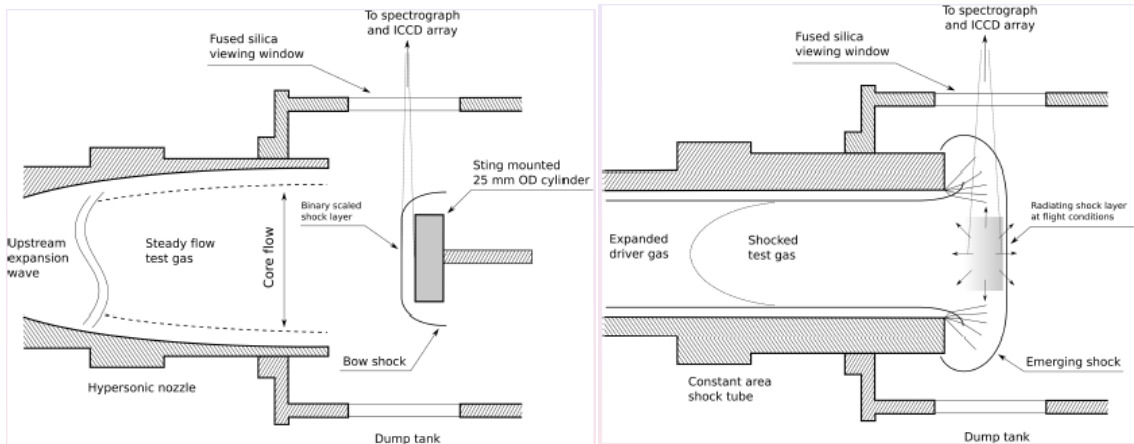 To spectrograph
and ICCD array
Fused silica
viewing window
Sting mounted
25 mm OD cylinder
Binary scaled
shock layer
Upstream
expansion
wave
Steady flow
test gas
Core flow
Bow shock
Hypersonic nozzle
Dump tank
To spectrograph
and ICCD array
Fused silica
viewing window
Radiating shock layer
at flight conditions
Expanded
driver gas
Shocked
test gas
Emerging shock
Constant area
shock tube
Dump tank